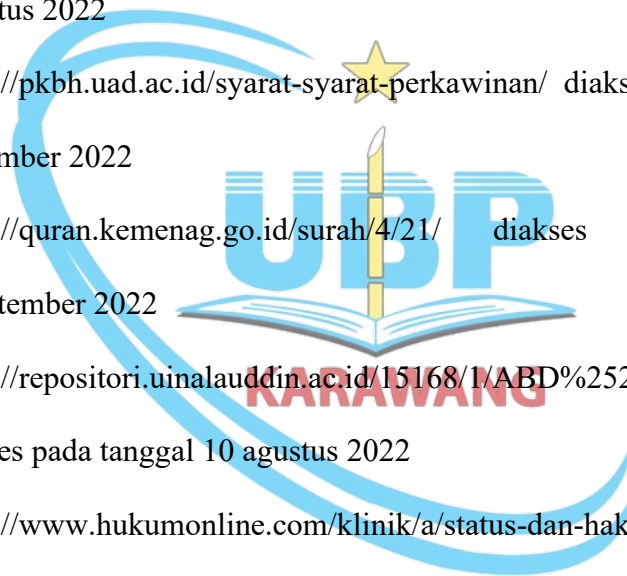 tus 2022
://pkbh.uad.ac.id/syarat-syarat-perkawinan/ diaks
mber 2022
://quran.kemenag.go.id/surah/4/21/ diakses
tember 2022
://repositori.uinalauddin.ac.id/15168/1/ABD%252
es pada tanggal 10 agustus 2022
://www.hukumonline.com/klinik/a/status-dan-hak
UBP
KARAWANG